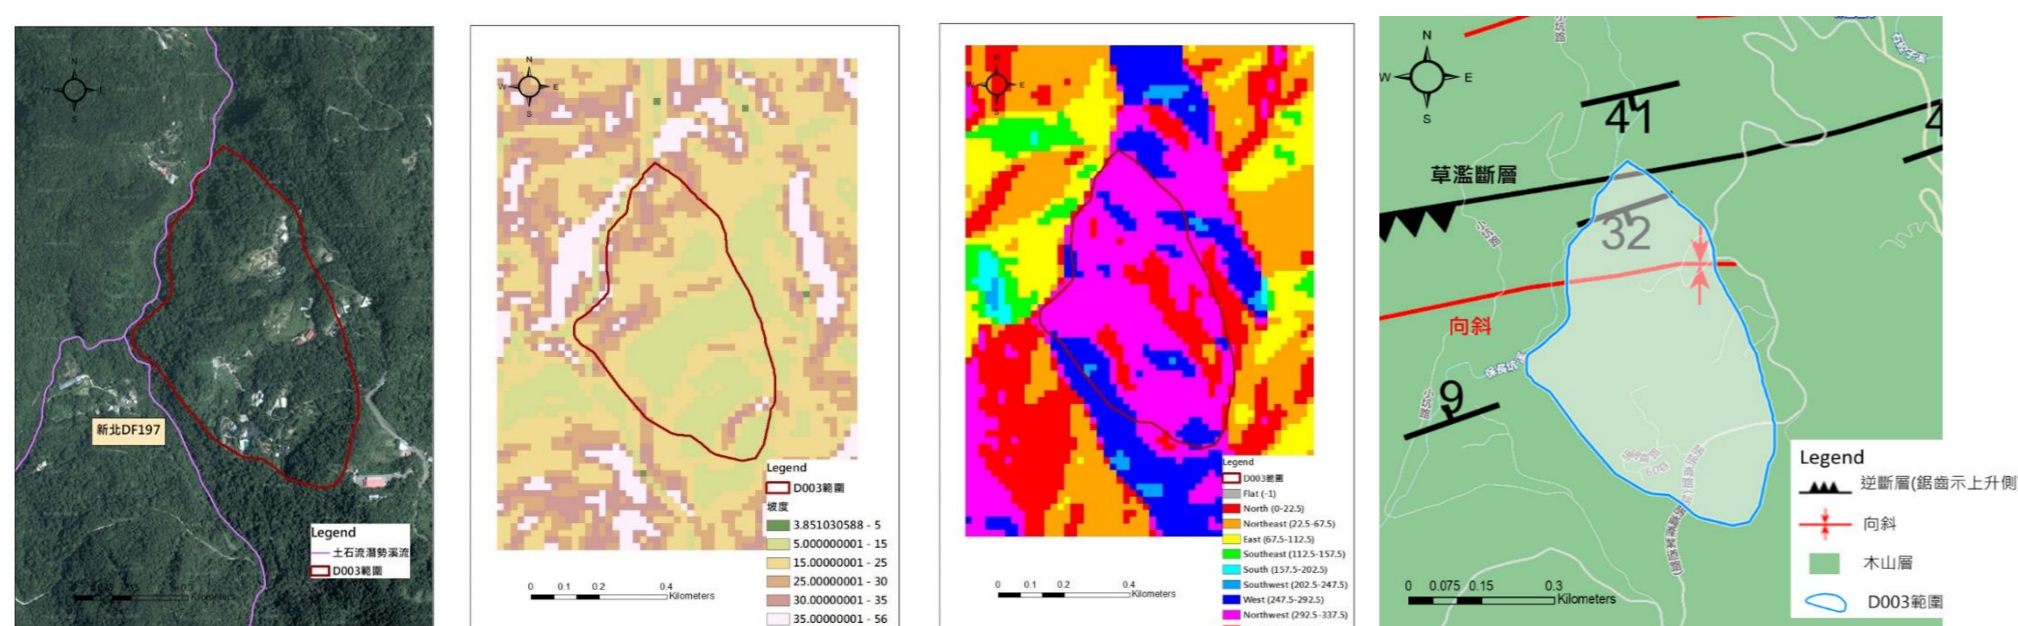 N
W
E
S
新北DF197
Legend
土石流潛勢溪流
D003範圍
Kilometers
N
W
E
S
Legend
D003範圍
坡度
3.851030588 - 5
5.000000001 - 15
15.00000001 - 25
25.00000001 - 30
30.00000001 - 35
35.00000001 - 56
0 0.1 0.2 0.4
Kilometers
N
W
E
S
Legend
D003範圍
Flat (-1)
North (0-22.5)
Northeast (22.5-67.5)
East (67.5-112.5)
Southeast (112.5-157.5)
South (157.5-202.5)
Southwest (202.5-247.5)
West (247.5-292.5)
Northwest (292.5-337.5)
0 0.1 0.2 0.4
Kilometers
N
W
E
S
41
4
草濫斷層
32
向斜
9
小坑路
Legend
逆斷層(鋸齒示上升側
向斜
木山層
D003範圍
0 0.075 0.15 0.3
Kilometers